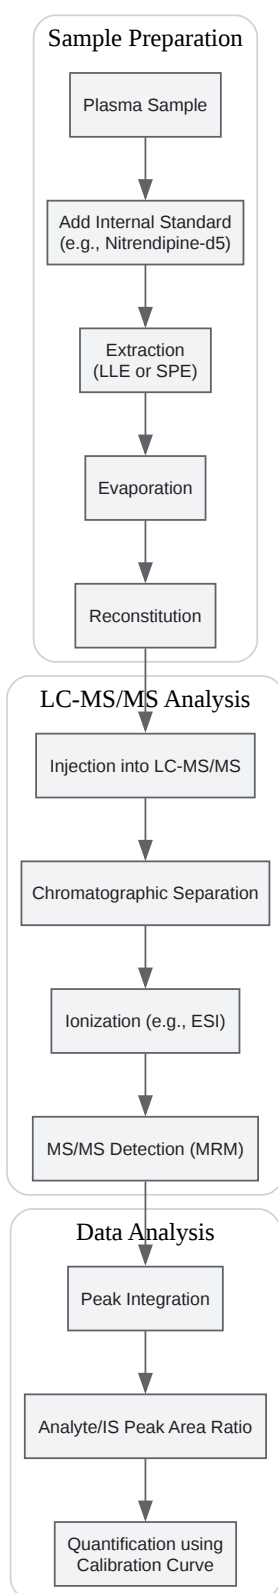 Sample Preparation
Plasma Sample
Add Internal Standard
(e.g., Nitrendipine-d5)
Extraction
(LLE or SPE)
Evaporation
Reconstitution
LC-MS/MS Analysis
Injection into LC-MS/MS
Chromatographic Separation
Ionization (e.g., ESI)
MS/MS Detection (MRM)
Data Analysis
Peak Integration
Analyte/IS Peak Area Ratio
Quantification using
Calibration Curve